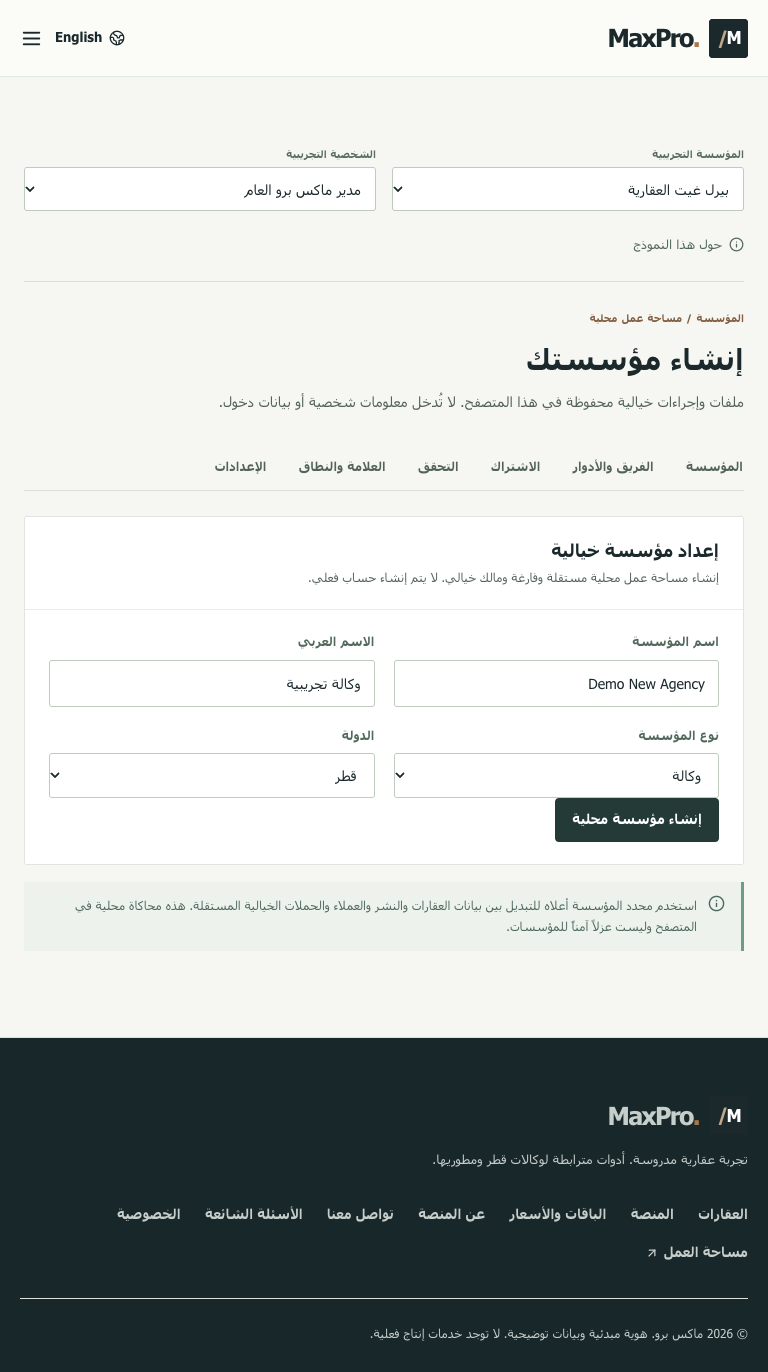 M/ MaxPro.
English
المؤسسة التجريبية
بيرل غيت العقارية
الشخصية التجريبية
مدير ماكس برو العام
حول هذا النموذج
المؤسسة / مساحة عمل محلية
إنشاء مؤسستك
ملفات وإجراءات خيالية محفوظة في هذا المتصفح. لا تُدخل معلومات شخصية أو بيانات دخول.
المؤسسة الفريق والأدوار الاشتراك التحقق العلامة والنطاق الإعدادات
إعداد مؤسسة خيالية
إنشاء مساحة عمل محلية مستقلة وفارغة ومالك خيالي. لا يتم إنشاء حساب فعلي.
اسم المؤسسة
Demo New Agency
الاسم العربي
وكالة تجريبية
نوع المؤسسة
وكالة
الدولة
قطر
إنشاء مؤسسة محلية
استخدم محدد المؤسسة أعلاه للتبديل بين بيانات العقارات والنشر والعملاء والحملات الخيالية المستقلة. هذه محاكاة محلية في
المتصفح وليست عزلاً آمناً للمؤسسات.
M/ MaxPro.
تجربة عقارية مدروسة. أدوات مترابطة لوكالات قطر ومطوريها.
العقارات المنصة الباقات والأسعار عن المنصة تواصل معنا الأسئلة الشائعة الخصوصية
مساحة العمل
© 2026 ماكس برو. هوية مبدئية وبيانات توضيحية. لا توجد خدمات إنتاج فعلية.